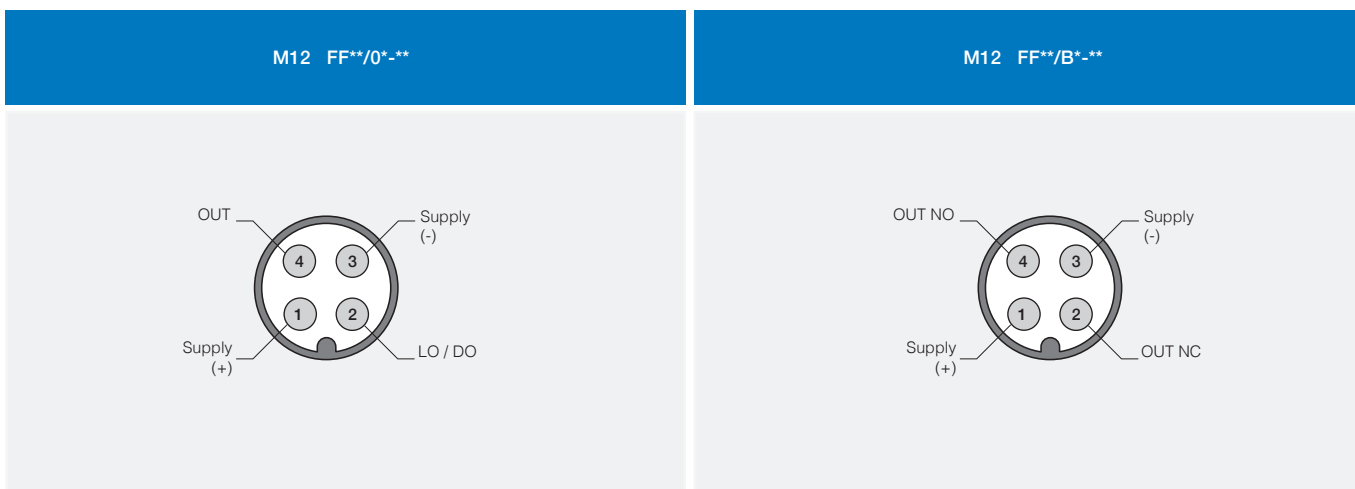 M12 FF**/0*-**
OUT
Supply
(-)
4
3
1
2
Supply
(+)
LO / DO
M12 FF**/B*-**
OUT NO
Supply
(-)
4
3
1
2
Supply
(+)
OUT NC